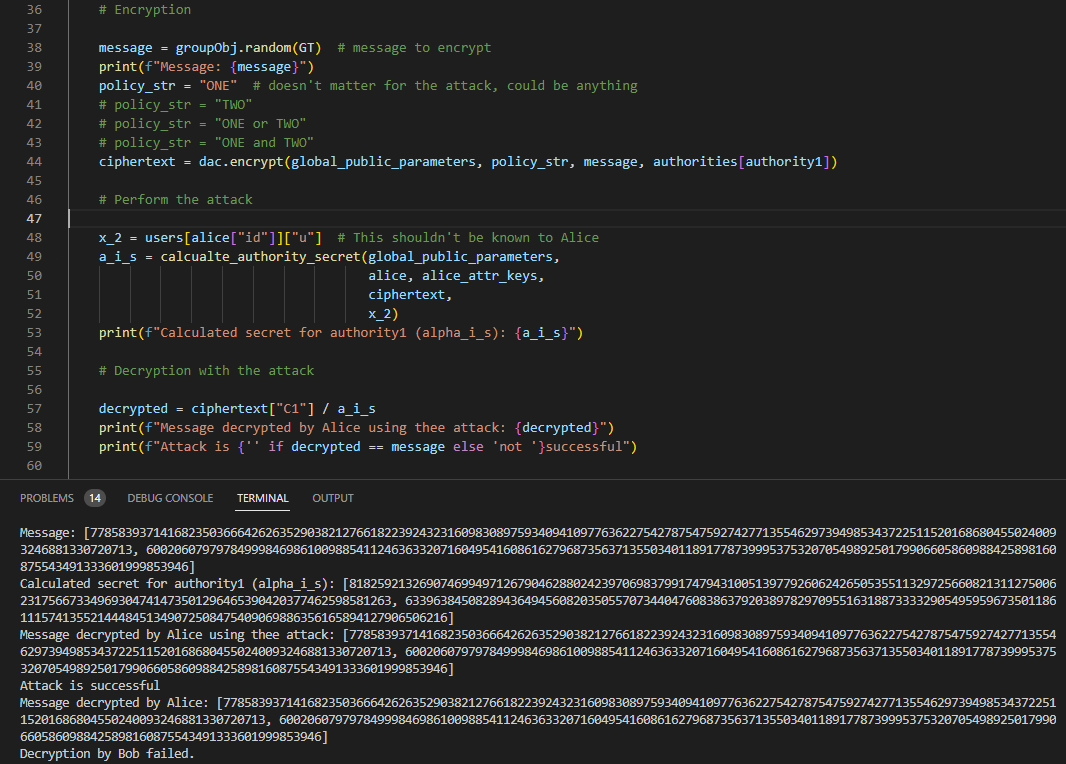 36 # Encryption
37
38 message = groupObj.random(GT)  # message to encrypt
39 print(f"Message: {message}")
40 policy_str = "ONE"  # doesn't matter for the attack, could be anything
41 # policy_str = "TWO"
42 # policy_str = "ONE or TWO"
43 # policy_str = "ONE and TWO"
44 ciphertext = dac.encrypt(global_public_parameters, policy_str, message, authorities[authority1])
45
46 # Perform the attack
47
48 x_2 = users[alice["id"]]["u"]  # This shouldn't be known to Alice
49 a_i_s = calcualte_authority_secret(global_public_parameters,
50 alice, alice_attr_keys,
51 ciphertext,
52 x_2)
53 print(f"Calculated secret for authority1 (alpha_i_s): {a_i_s}")
54
55 # Decryption with the attack
56
57 decrypted = ciphertext["C1"] / a_i_s
58 print(f"Message decrypted by Alice using thee attack: {decrypted}")
59 print(f"Attack is {'' if decrypted == message else 'not '}successful")
60
PROBLEMS 14 DEBUG CONSOLE TERMINAL OUTPUT
Message: [7785839371416823503666426263529038212766182239243231609830897593409410977636227542787547592742771355462973949853437225115201686804550240093246881330720713, 6002060797978499984698610098854112463633207160495416086162796873563713550340118917787399953753207054989250179906605860988425898160875543491333601999853946]
Calculated secret for authority1 (alpha_i_s): [8182592132690746994971267904628802423970698379917479431005139779260624265053551132972566082131127500623175667334969304741473501296465390420377462598581263, 6339638450828943649456082035055707344047608386379203897829709551631887333329054959596735011861115741355214448451349072508475409069886356165894127906506216]
Message decrypted by Alice using thee attack: [7785839371416823503666426263529038212766182239243231609830897593409410977636227542787547592742771355462973949853437225115201686804550240093246881330720713, 6002060797978499984698610098854112463633207160495416086162796873563713550340118917787399953753207054989250179906605860988425898160875543491333601999853946]
Attack is successful
Message decrypted by Alice: [7785839371416823503666426263529038212766182239243231609830897593409410977636227542787547592742771355462973949853437225115201686804550240093246881330720713, 6002060797978499984698610098854112463633207160495416086162796873563713550340118917787399953753207054989250179906605860988425898160875543491333601999853946]
Decryption by Bob failed.